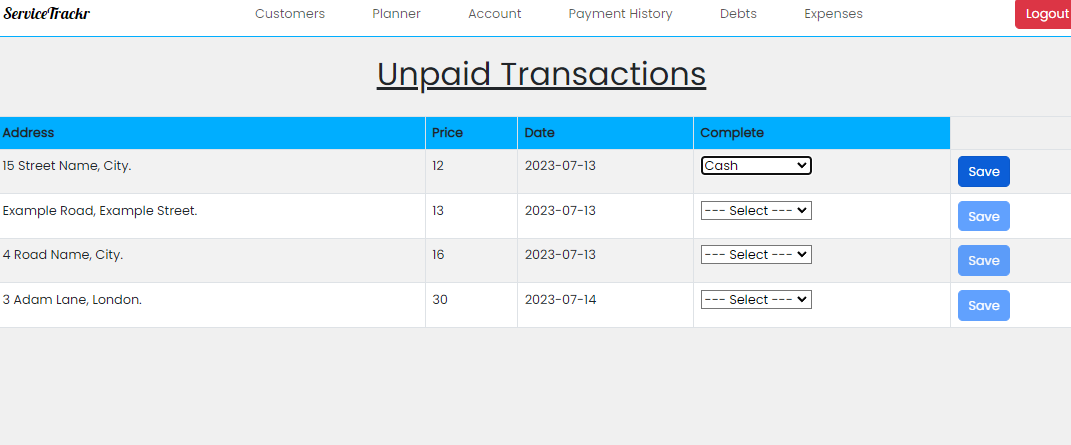 ServiceTrackr Customers Planner Account Payment History Debts Expenses Logout
Unpaid Transactions
Address Price Date Complete
15 Street Name, City. 12 2023-07-13 Cash Save
Example Road, Example Street. 13 2023-07-13 --- Select --- Save
4 Road Name, City. 16 2023-07-13 --- Select --- Save
3 Adam Lane, London. 30 2023-07-14 --- Select --- Save